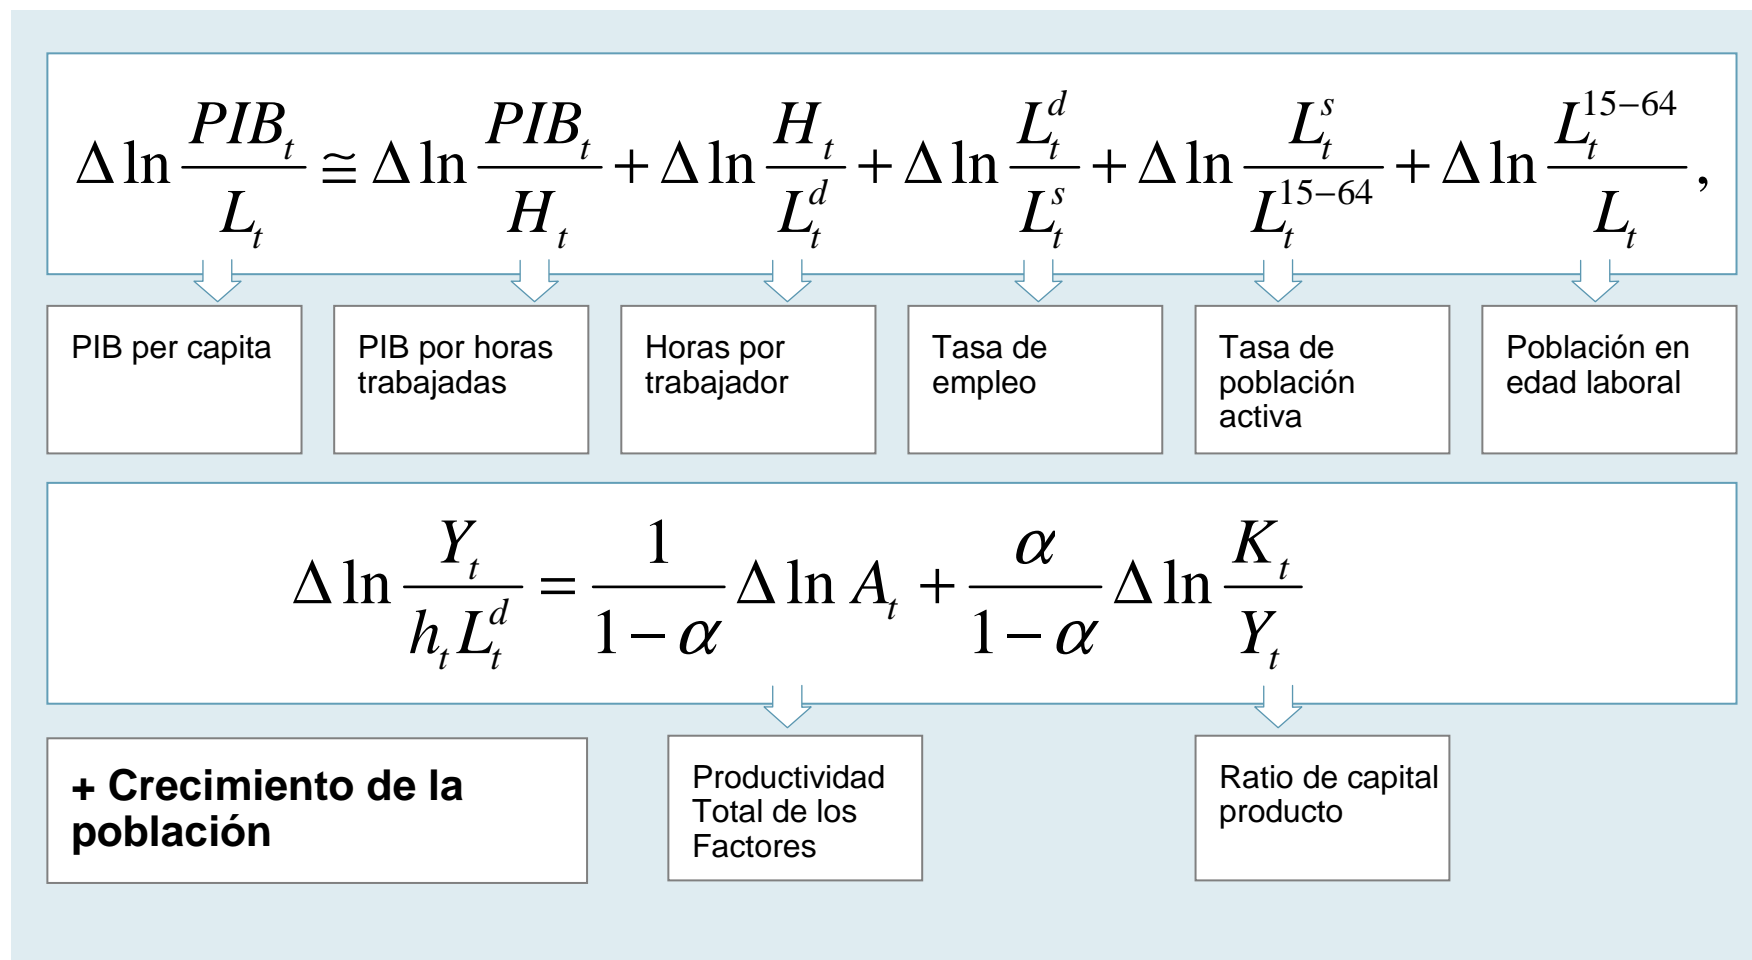 Δ ln PIB_t / L_t ≅ Δ ln PIB_t / H_t + Δ ln H_t / L_t^d + Δ ln L_t^d / L_t^s + Δ ln L_t^s / L_t^{15−64} + Δ ln L_t^{15−64} / L_t ,
PIB per capita
PIB por horas
trabajadas
Horas por
trabajador
Tasa de
empleo
Tasa de
población
activa
Población en
edad laboral
Δ ln Y_t / h_t L_t^d = 1 / 1−α Δ ln A_t + α / 1−α Δ ln K_t / Y_t
+ Crecimiento de la
población
Productividad
Total de los
Factores
Ratio de capital
producto